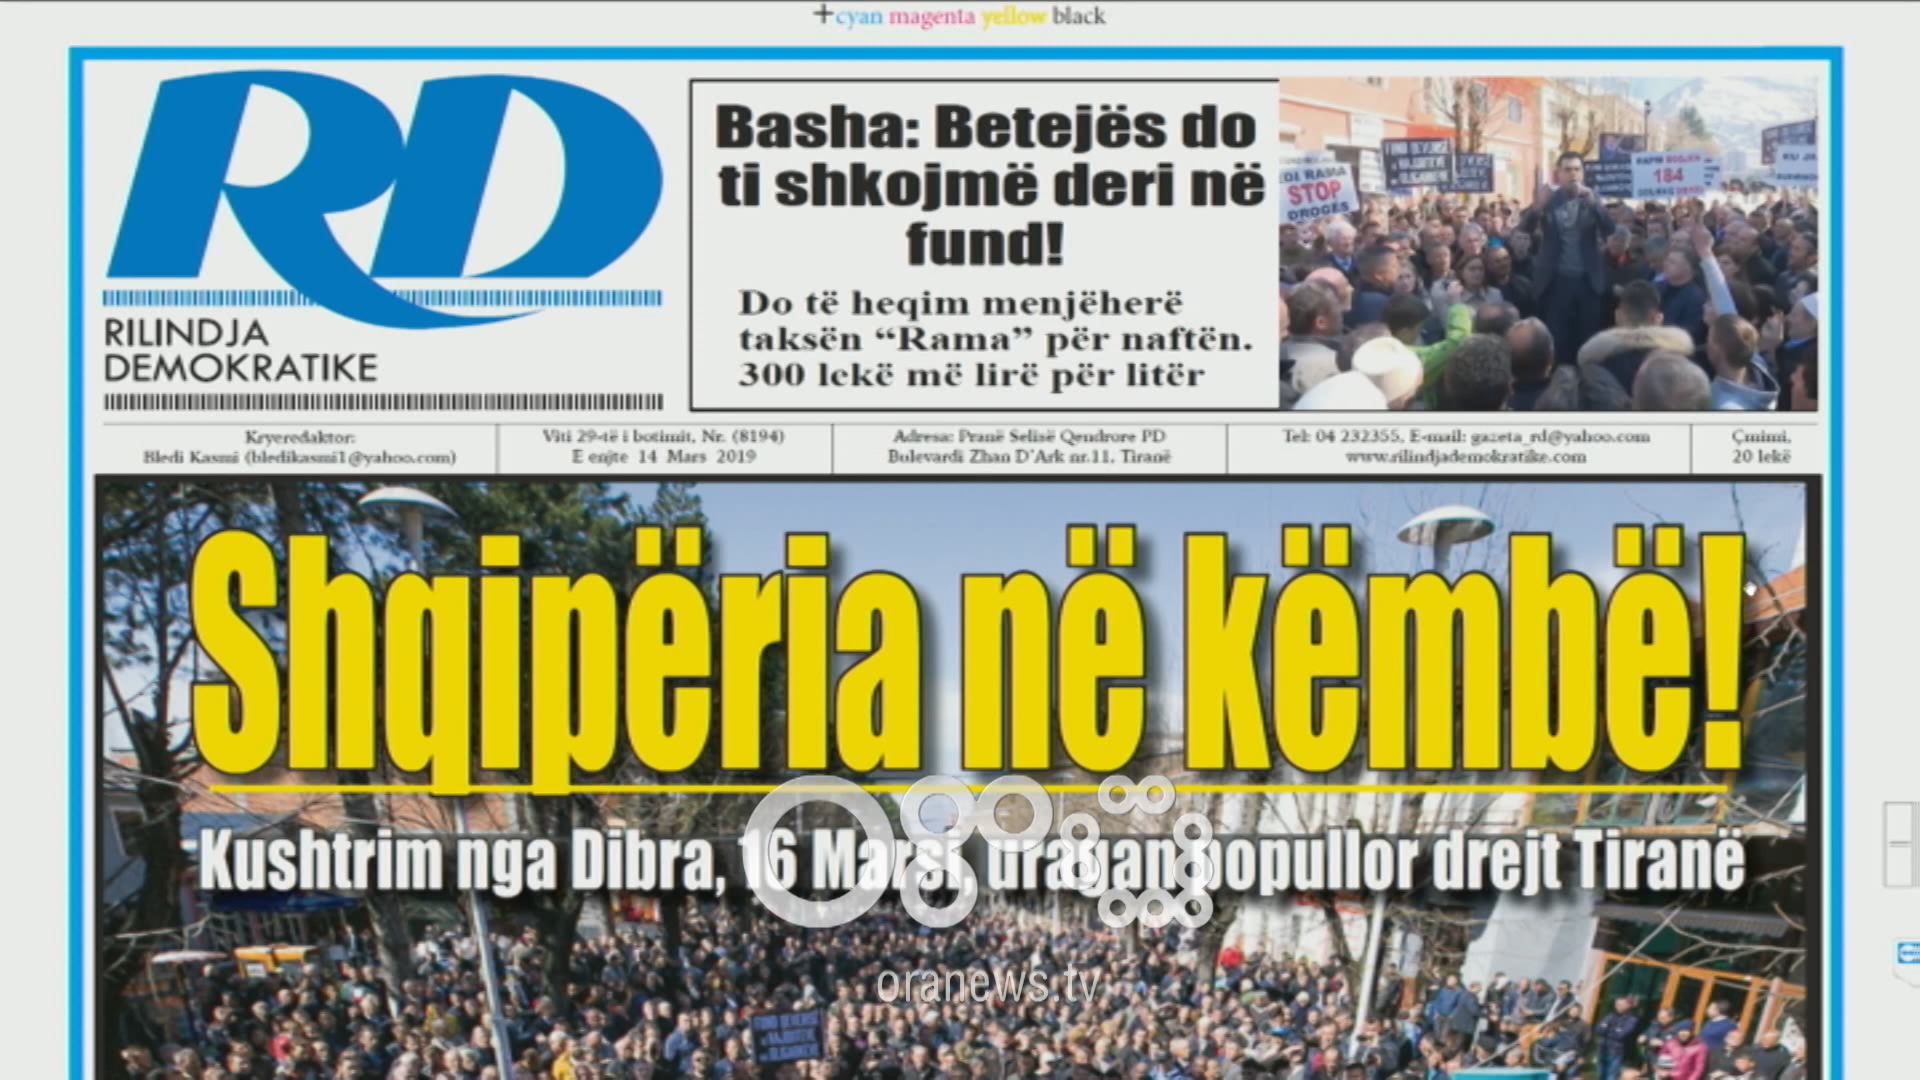 +cyan magenta yellow black
RD
RILINDJA
DEMOKRATIKE
Basha: Betejës do
ti shkojmë deri në
fund!
Do të heqim menjëherë
taksën “Rama” për naftën.
300 lekë më lirë për litër
RAMA
STOP
DROGËS
184
Kryeredaktor:
Bledi Kasmi (bledikasmi1@yahoo.com)
Viti 29-të i botimit, Nr. (8194)
E enjte 14 Mars 2019
Adresa: Pranë Selisë Qendrore PD
Bulevardi Zhan D’Ark nr.11, Tiranë
Tel: 04 232355, E-mail: gazeta_rd@yahoo.com
www.rilindjademokratike.com
Çmimi,
20 lekë
Shqipëria në këmbë!
Kushtrim nga Dibra, 16 Marsi, uragan popullor drejt Tiranë
oranews.tv